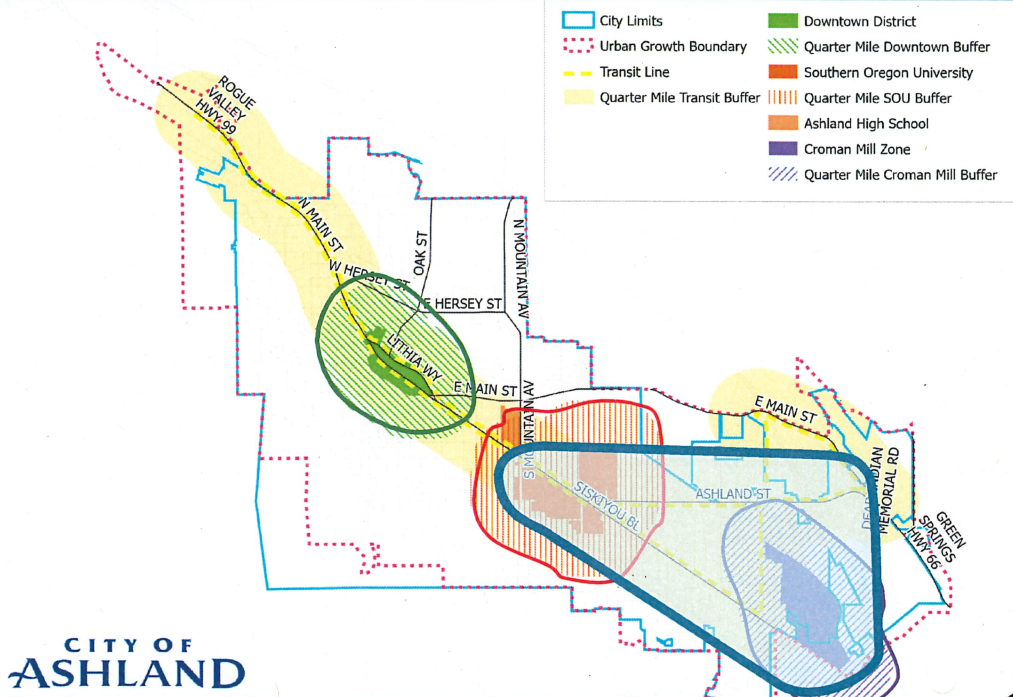 City Limits
Urban Growth Boundary
Transit Line
Quarter Mile Transit Buffer
Downtown District
Quarter Mile Downtown Buffer
Southern Oregon University
Quarter Mile SOU Buffer
Ashland High School
Croman Mill Zone
Quarter Mile Croman Mill Buffer
ROGUE
VALLEY
HWY 99
N MAIN ST
W HERSEY ST
OAK ST
N MOUNTAIN AV
E HERSEY ST
LITHIA WY
E MAIN ST
S MOUNTAIN AV
E MAIN ST
SISKIYOU BL
ASHLAND ST
MEMORIAL RD
GREEN
SPRINGS
HWY 66
CITY OF
ASHLAND